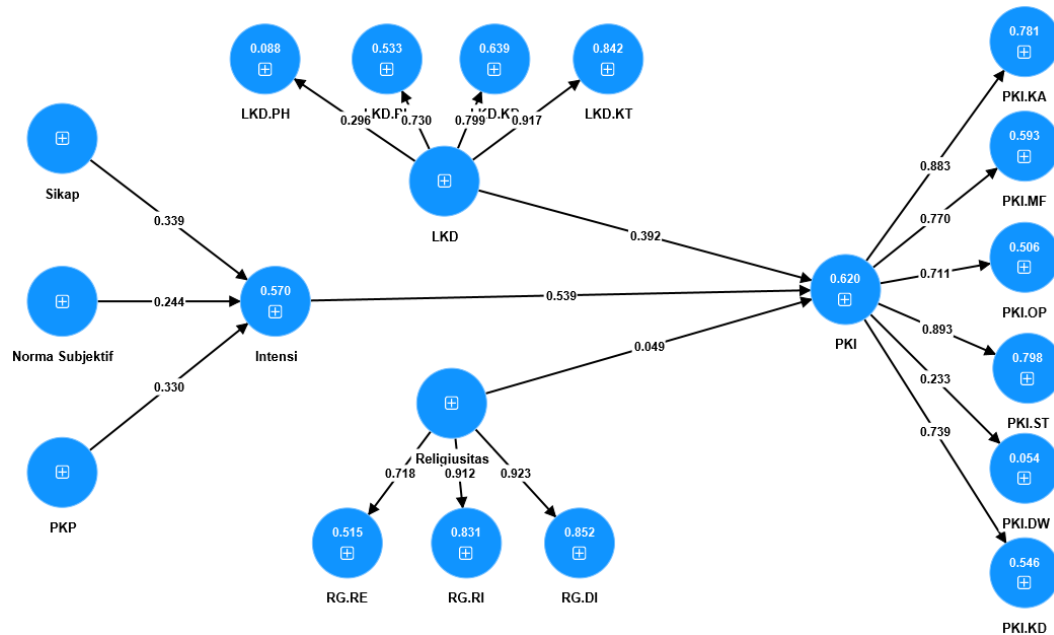 0.088
0.533
0.639
0.842
0.781
LKD.PH
LKD.KT
PKI.KA
0.296
0.730
0.799
0.917
0.593
PKI.MF
Sikap
LKD
0.883
0.770
0.339
0.392
0.506
0.711
PKI.OP
0.570
0.244
0.539
0.620
Norma Subjektif
Intensi
PKI
0.893
0.798
0.049
0.233
PKI.ST
0.330
0.739
Religiusitas
0.718
0.912
0.923
0.054
PKP
PKI.DW
0.515
0.831
0.852
0.546
RG.RE
RG.RI
RG.DI
PKI.KD